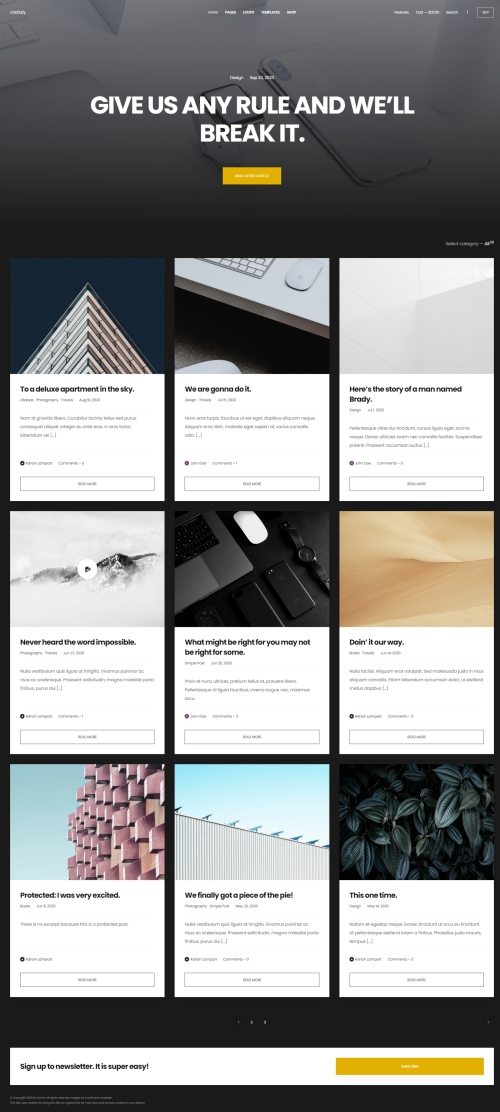 HOME PAGES LOOPS TEMPLATES SHOP
Features Cart — $10.00 Search BUY
Design Sep 23, 2020
GIVE US ANY RULE AND WE'LL
BREAK IT.
READ LATEST ARTICLE
Select category — All
To a deluxe apartment in the sky.
Lifestyle Photography Travels Aug 16, 2020
Nam id gravida libero. Curabitur lacinia tellus sed purus
consequat aliquet. Integer eu ante eros. In eros tortor,
bibendum vel [...]
Adrian Lampart Comments — 0
READ MORE
We are gonna do it.
Design Travels Jul 15, 2020
Nunc eros turpis, faucibus ut est eget, dapibus aliquam neque.
Aliquam eros nibh, molestie eget sapien at, varius convallis
odio. [...]
John Doe Comments — 1
READ MORE
Here's the story of a man named
Brady.
Design Jul 1, 2020
Pellentesque vitae dui tincidunt, cursus ligula eget, lacinia
neque. Donec ultricies lorem nec convallis facilisis. Suspendisse
potenti. Praesent accumsan luctus [...]
John Doe Comments — 0
READ MORE
Never heard the word impossible.
Photography Travels Jun 27, 2020
Nulla vestibulum quis ligula at fringilla. Vivamus pulvinar ac
risus ac scelerisque. Praesent sollicitudin, magna molestie porta
finibus, purus dui [...]
Adrian Lampart Comments — 1
READ MORE
What might be right for you may not
be right for some.
Simple Post Jun 25, 2020
Proin et nunc ultrices, pretium tellus at, posuere libero.
Pellentesque id ligula faucibus, viverra augue nec, maximus
arcu.
John Doe Comments — 2
READ MORE
Doin' it our way.
Books Travels Jun 14, 2020
Nulla facilisi. Aliquam erat volutpat. Sed malesuada justo in risus
aliquam convallis. Etiam bibendum accumsan dolor, ut eleifend
metus dapibus [...]
Adrian Lampart Comments — 0
READ MORE
Protected: I was very excited.
Books Jun 5, 2020
There is no excerpt because this is a protected post.
Adrian Lampart
READ MORE
We finally got a piece of the pie!
Photography Simple Post May 26, 2020
Nulla vestibulum quis ligula at fringilla. Vivamus pulvinar ac
risus ac scelerisque. Praesent sollicitudin, magna molestie porta
finibus, purus dui [...]
Adrian Lampart Comments — 0
READ MORE
This one time.
Design May 14, 2020
Nullam et egestas neque. Donec tincidunt ut arcu eu tincidunt.
Ut pellentesque eleifend lorem a finibus. Phasellus justo mauris,
tempus [...]
Adrian Lampart Comments — 0
READ MORE
1 2 3
Sign up to newsletter. It is super easy!
SUBSCRIBE